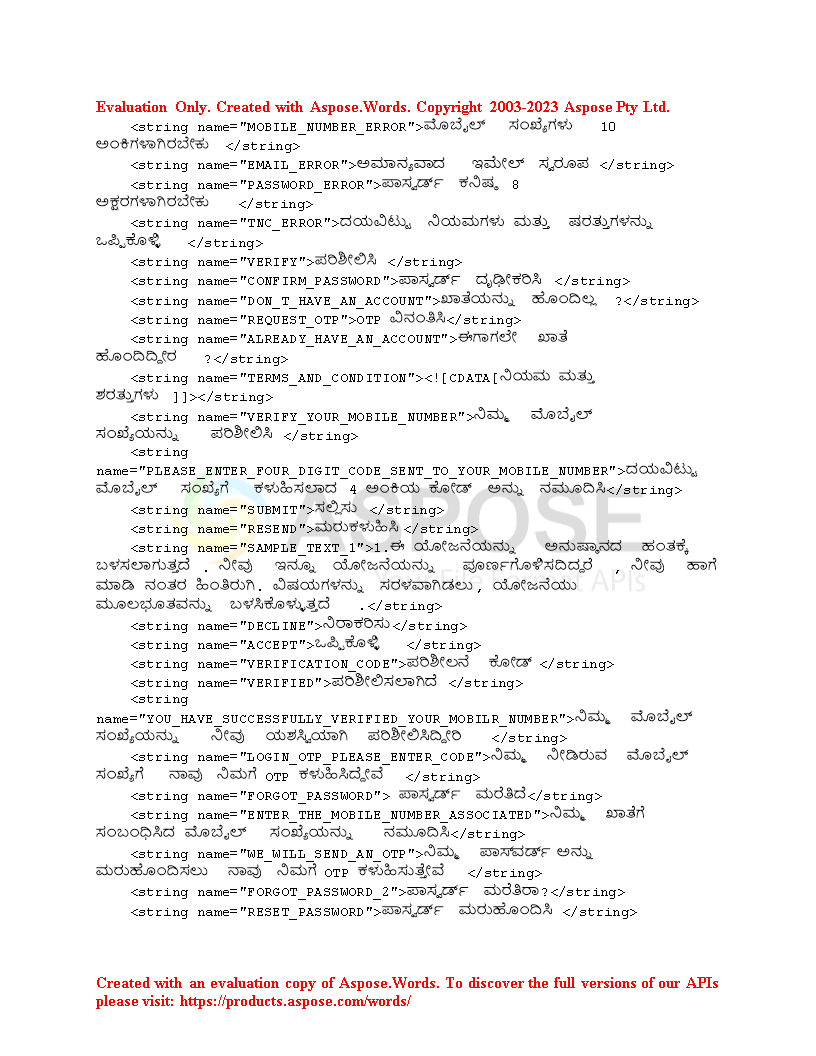 Evaluation Only. Created with Aspose.Words. Copyright 2003-2023 Aspose Pty Ltd.
<string name="MOBILE_NUMBER_ERROR">ಮೊಬೈಲ್ ಸಂಖ್ಯೆಗಳು 10
ಅಂಕಿಗಳಾಗಿರಬೇಕು </string>
<string name="EMAIL_ERROR">ಅಮಾನ್ಯವಾದ ಇಮೇಲ್ ಸ್ವರೂಪ </string>
<string name="PASSWORD_ERROR">ಪಾಸ್ವರ್ಡ್ ಕನಿಷ್ಠ 8
ಅಕ್ಷರಗಳಾಗಿರಬೇಕು </string>
<string name="TNC_ERROR">ದಯವಿಟ್ಟು ನಿಯಮಗಳು ಮತ್ತು ಷರತ್ತುಗಳನ್ನು
ಒಪ್ಪಿಕೊಳ್ಳಿ </string>
<string name="VERIFY">ಪರಿಶೀಲಿಸಿ </string>
<string name="CONFIRM_PASSWORD">ಪಾಸ್ವರ್ಡ್ ದೃಢೀಕರಿಸಿ </string>
<string name="DON_T_HAVE_AN_ACCOUNT">ಖಾತೆಯನ್ನು ಹೊಂದಿಲ್ಲ ?</string>
<string name="REQUEST_OTP">OTP ವಿನಂತಿಸಿ</string>
<string name="ALREADY_HAVE_AN_ACCOUNT">ಈಗಾಗಲೇ ಖಾತೆ
ಹೊಂದಿದ್ದೀರ ?</string>
<string name="TERMS_AND_CONDITION"><![CDATA[ನಿಯಮ ಮತ್ತು
ಶರತ್ತುಗಳು ]]></string>
<string name="VERIFY_YOUR_MOBILE_NUMBER">ನಿಮ್ಮ ಮೊಬೈಲ್
ಸಂಖ್ಯೆಯನ್ನು ಪರಿಶೀಲಿಸಿ </string>
<string
name="PLEASE_ENTER_FOUR_DIGIT_CODE_SENT_TO_YOUR_MOBILE_NUMBER">ದಯವಿಟ್ಟು
ಮೊಬೈಲ್ ಸಂಖ್ಯೆಗೆ ಕಳುಹಿಸಲಾದ 4 ಅಂಕಿಯ ಕೋಡ್ ಅನ್ನು ನಮೂದಿಸಿ</string>
<string name="SUBMIT">ಸಲ್ಲಿಸು </string>
<string name="RESEND">ಮರುಕಳುಹಿಸಿ </string>
<string name="SAMPLE_TEXT_1">1.ಈ ಯೋಜನೆಯನ್ನು ಅನುಷ್ಠಾನದ ಹಂತಕ್ಕೆ
ಬಳಸಲಾಗುತ್ತದೆ . ನೀವು ಇನ್ನೂ ಯೋಜನೆಯನ್ನು ಪೂರ್ಣಗೊಳಿಸದಿದ್ದರೆ , ನೀವು ಹಾಗೆ
ಮಾಡಿ ನಂತರ ಹಿಂತಿರುಗಿ. ವಿಷಯಗಳನ್ನು ಸರಳವಾಗಿಡಲು , ಯೋಜನೆಯು
ಮೂಲಭೂತವನ್ನು ಬಳಸಿಕೊಳ್ಳುತ್ತದೆ .</string>
<string name="DECLINE">ನಿರಾಕರಿಸು</string>
<string name="ACCEPT">ಒಪ್ಪಿಕೊಳ್ಳಿ </string>
<string name="VERIFICATION_CODE">ಪರಿಶೀಲನೆ ಕೋಡ್ </string>
<string name="VERIFIED">ಪರಿಶೀಲಿಸಲಾಗಿದೆ </string>
<string
name="YOU_HAVE_SUCCESSFULLY_VERIFIED_YOUR_MOBILR_NUMBER">ನಿಮ್ಮ ಮೊಬೈಲ್
ಸಂಖ್ಯೆಯನ್ನು ನೀವು ಯಶಸ್ವಿಯಾಗಿ ಪರಿಶೀಲಿಸಿದ್ದೀರಿ </string>
<string name="LOGIN_OTP_PLEASE_ENTER_CODE">ನಿಮ್ಮ ನೀಡಿರುವ ಮೊಬೈಲ್
ಸಂಖ್ಯೆಗೆ ನಾವು ನಿಮಗೆ OTP ಕಳುಹಿಸಿದ್ದೇವೆ </string>
<string name="FORGOT_PASSWORD"> ಪಾಸ್ವರ್ಡ್ ಮರೆತಿದೆ</string>
<string name="ENTER_THE_MOBILE_NUMBER_ASSOCIATED">ನಿಮ್ಮ ಖಾತೆಗೆ
ಸಂಬಂಧಿಸಿದ ಮೊಬೈಲ್ ಸಂಖ್ಯೆಯನ್ನು ನಮೂದಿಸಿ</string>
<string name="WE_WILL_SEND_AN_OTP">ನಿಮ್ಮ ಪಾಸ್‌ವರ್ಡ್ ಅನ್ನು
ಮರುಹೊಂದಿಸಲು ನಾವು ನಿಮಗೆ OTP ಕಳುಹಿಸುತ್ತೇವೆ </string>
<string name="FORGOT_PASSWORD_2">ಪಾಸ್ವರ್ಡ್ ಮರೆತಿರಾ?</string>
<string name="RESET_PASSWORD">ಪಾಸ್ವರ್ಡ್ ಮರುಹೊಂದಿಸಿ </string>
Created with an evaluation copy of Aspose.Words. To discover the full versions of our APIs
please visit: https://products.aspose.com/words/